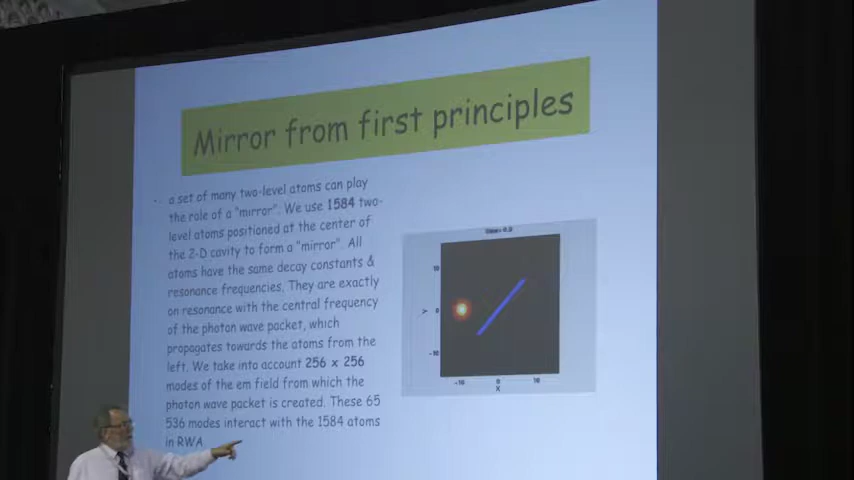 Mirror from first principles
a set of many two-level atoms can play
the role of a "mirror". We use 1584 two-
level atoms positioned at the center of
the 2-D cavity to form a "mirror" All
atoms have the same decay constants &
resonance frequencies. They are exactly
on resonance with the central frequency
of the photon wave packet, which
propagates towards the atoms from the
left. We take into account 256 x 256
modes of the em field from which the
photon wave packet is created. These 65
536 modes interact with the 1584 atoms
in RWA
10
Y 0
-10
-10 0 10
X